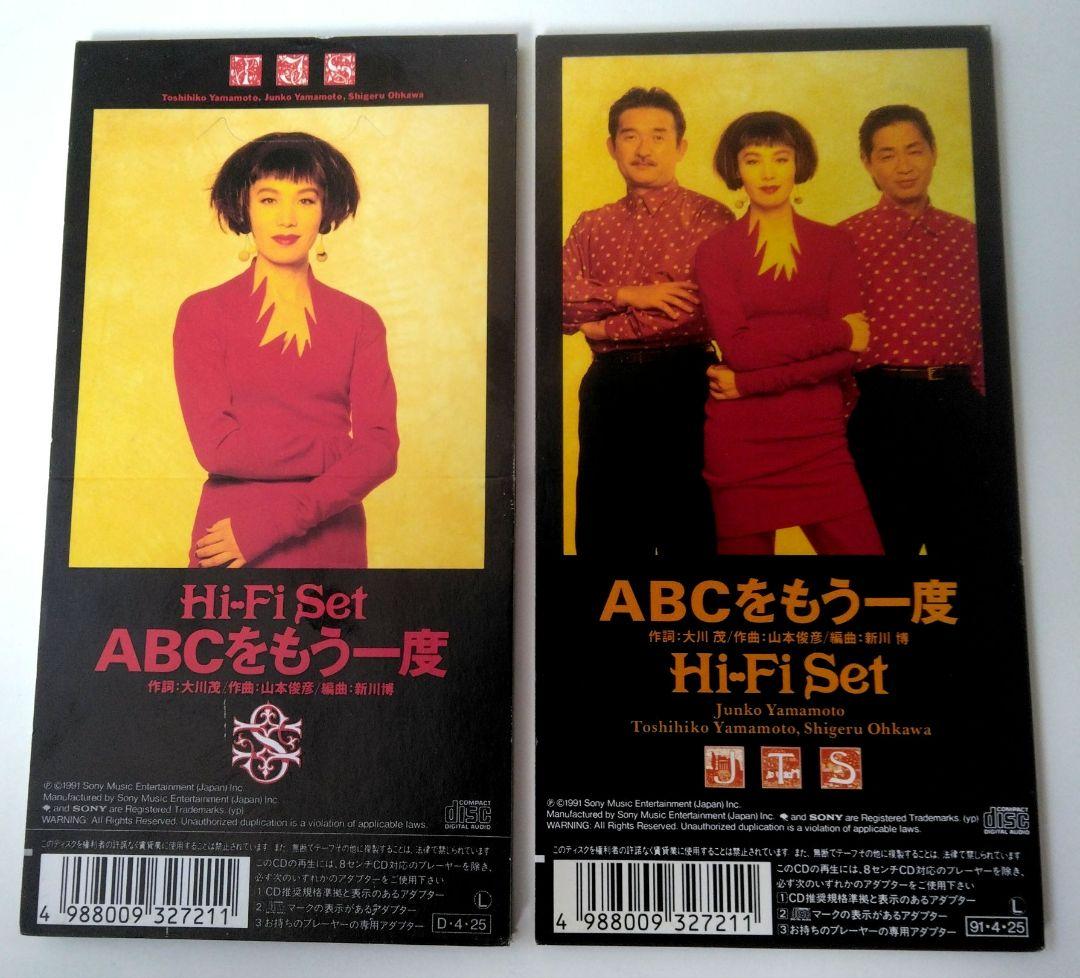 TJS
Toshihiko Yamamoto, Junko Yamamoto, Shigeru Ohkawa
Hi-Fi Set
ABCをもう一度
作詞:大川茂/作曲:山本俊彦/編曲:新川博
S
℗©1991 Sony Music Entertainment (Japan) Inc.
Manufactured by Sony Music Entertainment (Japan) Inc.
and SONY are Registered Trademarks. (yp)
WARNING: All Rights Reserved. Unauthorized duplication is a violation of applicable laws.
COMPACT
disc
DIGITAL AUDIO
このディスクを権利者の許諾なく賃貸業に使用することは禁止されています。また、無断でテープその他に複製することは、法律で禁じられています
このCDの再生には、8センチCD対応のプレーヤーを除き、
必ず次のいずれかのアダプターをご使用下さい
1 CD推奨規格準拠と表示のあるアダプター
2 マークの表示があるアダプター
3 お持ちのプレーヤーの専用アダプター
L
D・4・25
4 988009 327211
ABCをもう一度
作詞:大川 茂/作曲:山本俊彦/編曲:新川 博
Hi-Fi Set
Junko Yamamoto
Toshihiko Yamamoto, Shigeru Ohkawa
JTS
℗©1991 Sony Music Entertainment (Japan) Inc.
Manufactured by Sony Music Entertainment (Japan) Inc. and SONY are Registered Trademarks. (yp)
WARNING: All Rights Reserved. Unauthorized duplication is a violation of applicable laws.
COMPACT
disc
DIGITAL AUDIO
このディスクを権利者の許諾なく賃貸業に使用することは禁止されています。また、無断でテープその他に複製することは、法律で禁じられています
このCDの再生には、8センチCD対応のプレーヤーを除き、
必ず次のいずれかのアダプターをご使用下さい
1 CD推奨規格準拠と表示のあるアダプター
2 マークの表示があるアダプター
3 お持ちのプレーヤーの専用アダプター
L
91・4・25
4 988009 327211